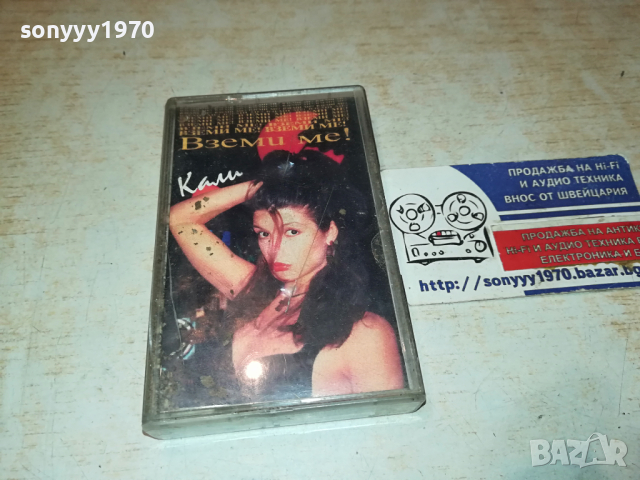 sonyyy1970
ВЗЕМИ МЕ! ВЗЕМИ МЕ!
Вземи ме!
Кали
ПРОДАЖБА НА Hi-Fi
И АУДИО ТЕХНИКА
ВНОС ОТ ШВЕЙЦАРИЯ
ПРОДАЖБА НА АНТИК
Hi-Fi И АУДИО ТЕХНИКА
ЕЛЕКТРОНИКА И
http://sonyyy1970.bazar.bg
BAZAR